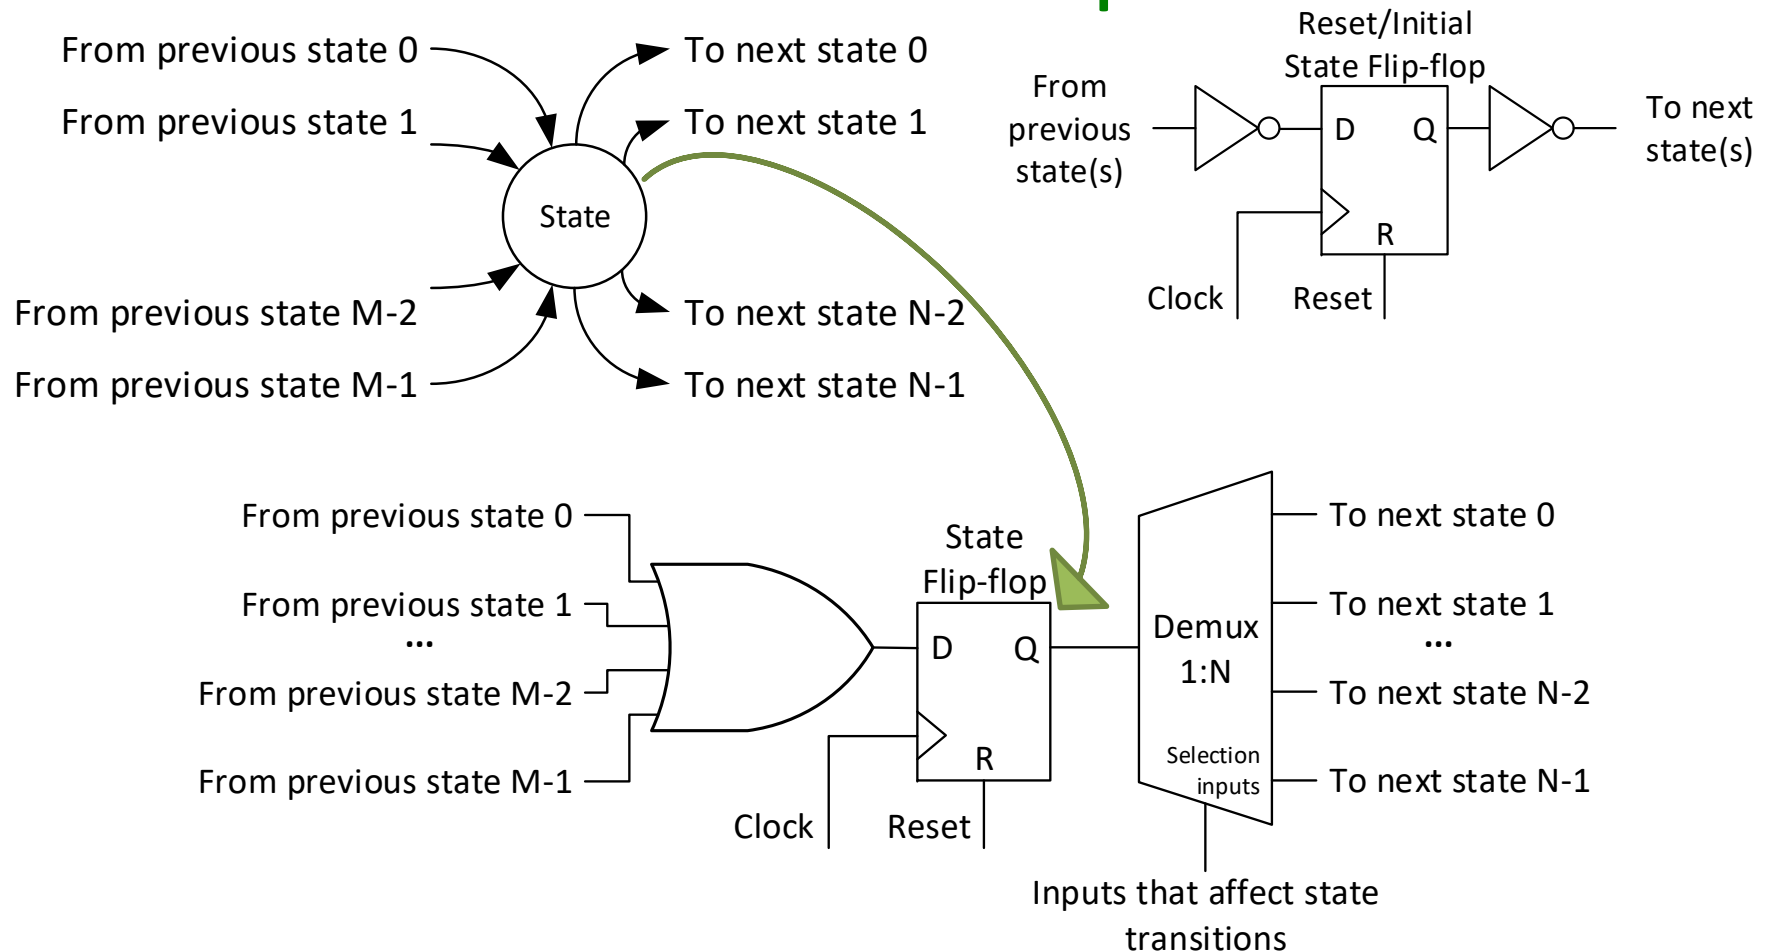 From previous state 0
From previous state 1
From previous state M-2
From previous state M-1
State
To next state 0
To next state 1
To next state N-2
To next state N-1
Reset/Initial
State Flip-flop
From
previous
state(s)
D
Q
R
Clock
Reset
To next
state(s)
From previous state 0
From previous state 1
...
From previous state M-2
From previous state M-1
State
Flip-flop
D
Q
R
Clock
Reset
Demux
1:N
Selection
inputs
To next state 0
To next state 1
...
To next state N-2
To next state N-1
Inputs that affect state
transitions